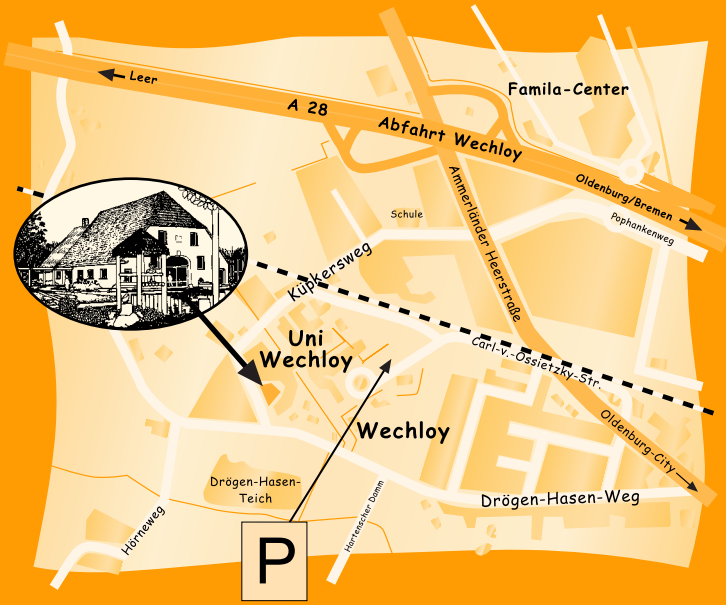 Leer
A 28
Abfahrt Wechloy
Famila-Center
Oldenburg/Bremen
Pophankenweg
Schule
Ammerländer Heerstraße
Küpkersweg
Uni
Wechloy
Carl-v.-Ossietzky-Str.
Wechloy
Oldenburg-City
Drögen-Hasen-
Teich
Drögen-Hasen-Weg
Hörneweg
Hartenscher Damm
P